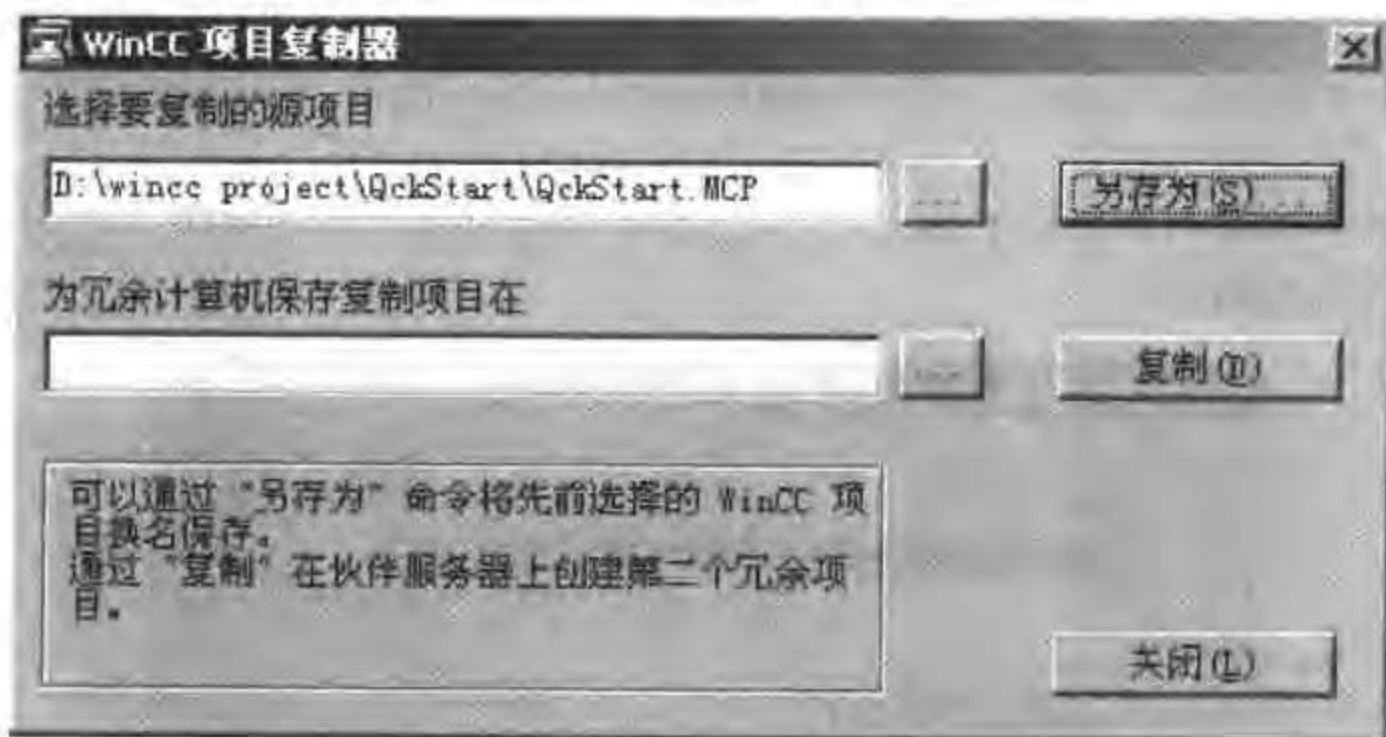 WinCC 项目复制器
选择要复制的源项目
D:\wincc project\QckStart\QckStart.MCP
...
另存为(S)...
为冗余计算机保存复制项目在
...
复制(D)
可以通过“另存为”命令将先前选择的 WinCC 项
目换名保存。
通过“复制”在伙伴服务器上创建第二个冗余项
目。
关闭(L)